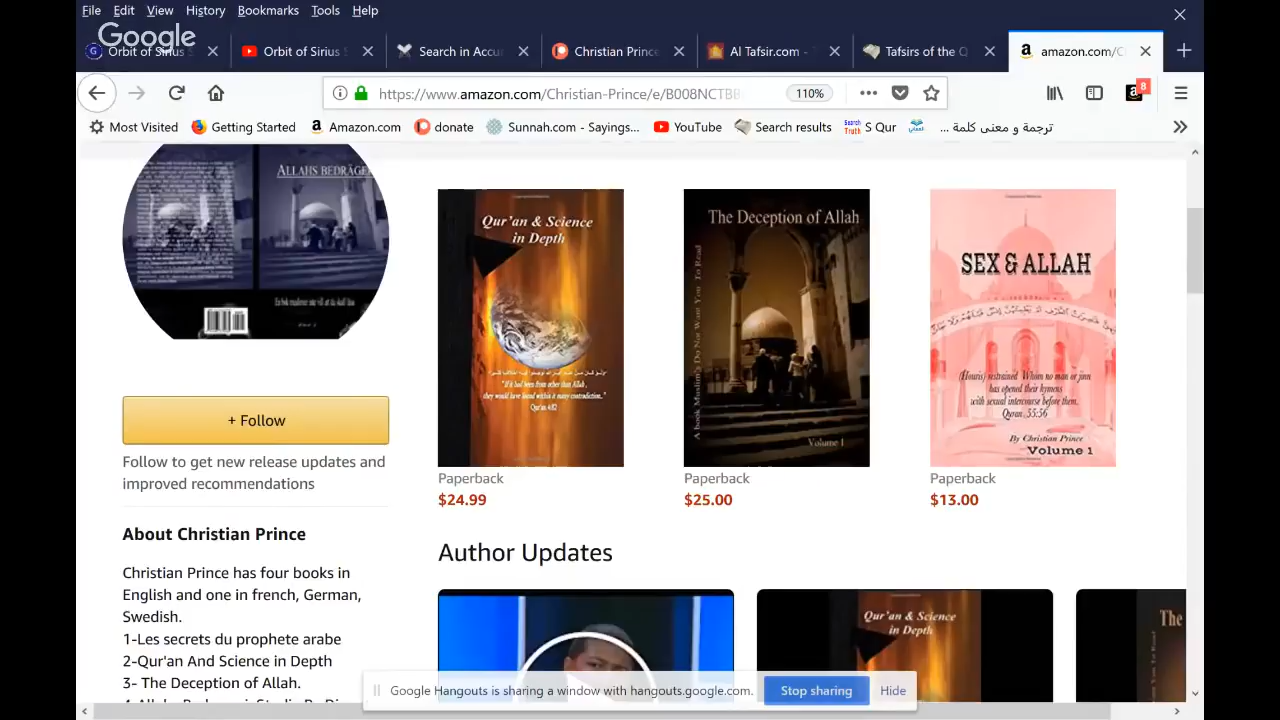 File Edit View History Bookmarks Tools Help
Google
Orbit of Sirius
Orbit of Sirius
Search in Accu
Christian Prince
Al Tafsir.com -
Tafsirs of the Q
amazon.com/C
https://www.amazon.com/Christian-Prince/e/B008NCTB
110%
8
Most Visited
Getting Started
Amazon.com
donate
Sunnah.com - Sayings...
YouTube
Search results
Search Truth
S Qur
ترجمة و معنى كلمة ...
ALLAHS BEDRÄGER
Qur'an & Science
in Depth
"If it had been from other than Allah,
they would have found within it many contradiction.."
Qur'an 4:82
The Deception of Allah
A book Muslim's Do Not Want You To Read
Volume 1
SEX & ALLAH
(Houris) restrained Whom no man or jinn
has opened their hymens
with sexual intercourse before them.
Quran, 55:56
By Christian Prince
Volume 1
Paperback
$24.99
Paperback
$25.00
Paperback
$13.00
+ Follow
Follow to get new release updates and
improved recommendations
About Christian Prince
Christian Prince has four books in
English and one in french, German,
Swedish.
1-Les secrets du prophete arabe
2-Qur'an And Science in Depth
3- The Deception of Allah.
Author Updates
Qur'an & Science
in Depth
The
Google Hangouts is sharing a window with hangouts.google.com.
Stop sharing
Hide